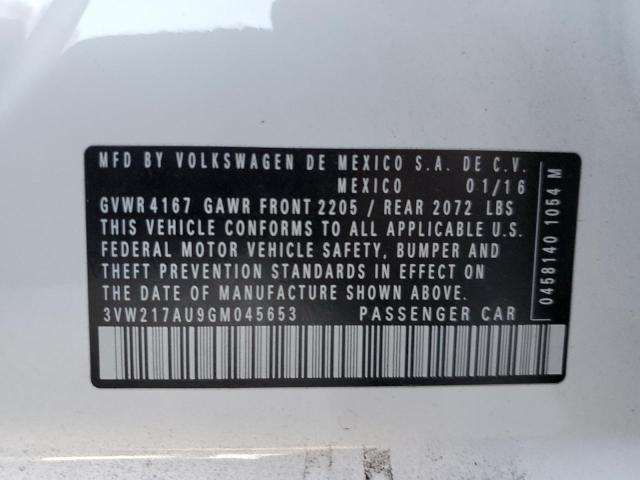 MFD BY VOLKSWAGEN DE MEXICO S.A. DE C.V.
MEXICO 01/16
GVWR 4167 GAWR FRONT 2205 / REAR 2072 LBS
THIS VEHICLE CONFORMS TO ALL APPLICABLE U.S.
FEDERAL MOTOR VEHICLE SAFETY, BUMPER AND
THEFT PREVENTION STANDARDS IN EFFECT ON
THE DATE OF MANUFACTURE SHOWN ABOVE.
3VW217AU9GM045653 PASSENGER CAR
0458140 1054 M